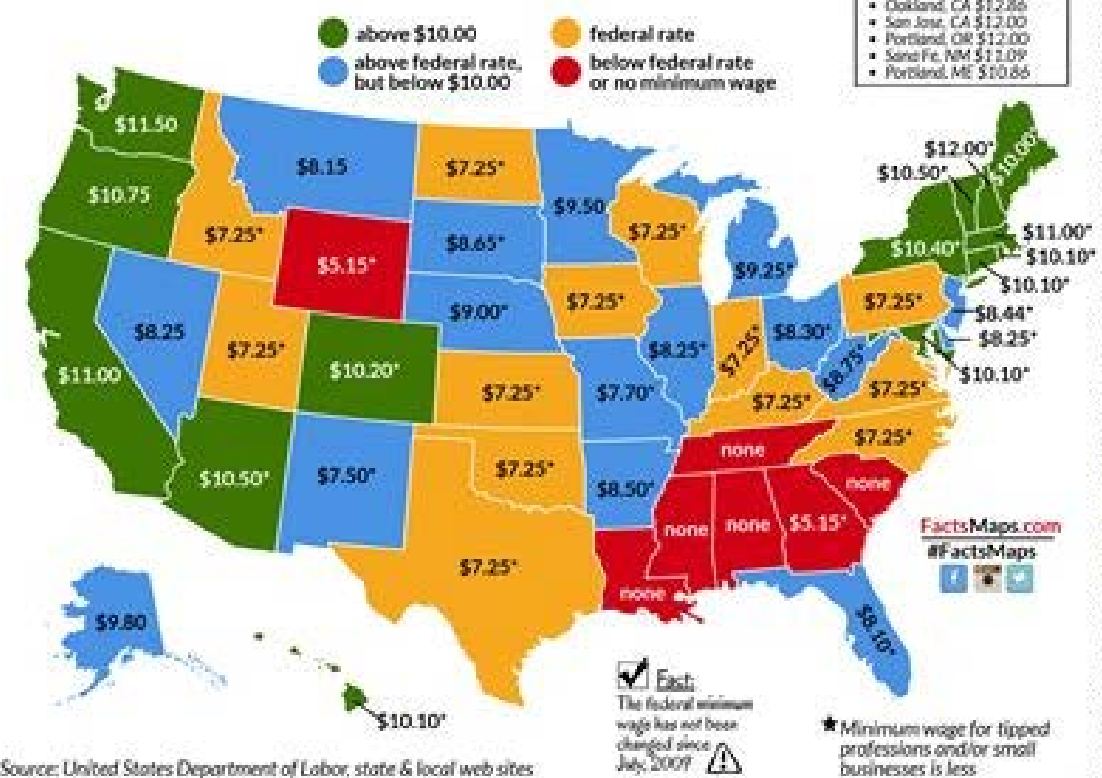 above $10.00
above federal rate,
but below $10.00
federal rate
below federal rate
or no minimum wage
• Oakland, CA $12.86
• San Jose, CA $12.00
• Portland, OR $12.00
• Sand Fe, NM $11.09
• Portland, ME $10.86
$11.50
$8.15
$7.25*
$9.50
$12.00*
$10.00*
$10.50*
$10.75
$7.25*
$5.15*
$8.65*
$7.25*
$9.25*
$10.40*
$11.00*
$10.10*
$10.10*
$9.00*
$7.25*
$7.25*
$8.44*
$8.25*
$10.10*
$8.25
$7.25*
$10.20*
$7.25*
$7.70*
$8.25*
$7.25*
$8.30*
$8.75*
$7.25*
$7.25*
$11.00
$10.50*
$7.50*
$7.25*
$8.50*
none
$7.25*
none
none
$5.15*
none
$7.25*
none
$8.10*
FactsMaps.com
#FactsMaps
$9.80
$10.10*
Fact:
The federal minimum
wage has not been
changed since
July, 2009
★ Minimum wage for tipped
professions and/or small
businesses is less
Source: United States Department of Labor, state & local web sites